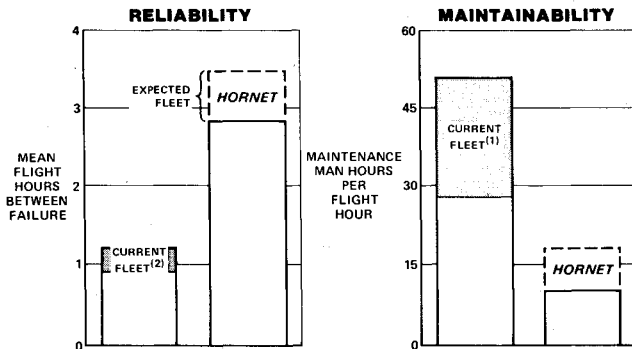 RELIABILITY
4
3
2
1
0
MEAN
FLIGHT
HOURS
BETWEEN
FAILURE
EXPECTED
FLEET
HORNET
CURRENT
FLEET(2)
MAINTAINABILITY
60
45
30
15
0
MAINTENANCE
MAN HOURS
PER
FLIGHT
HOUR
CURRENT
FLEET(1)
HORNET